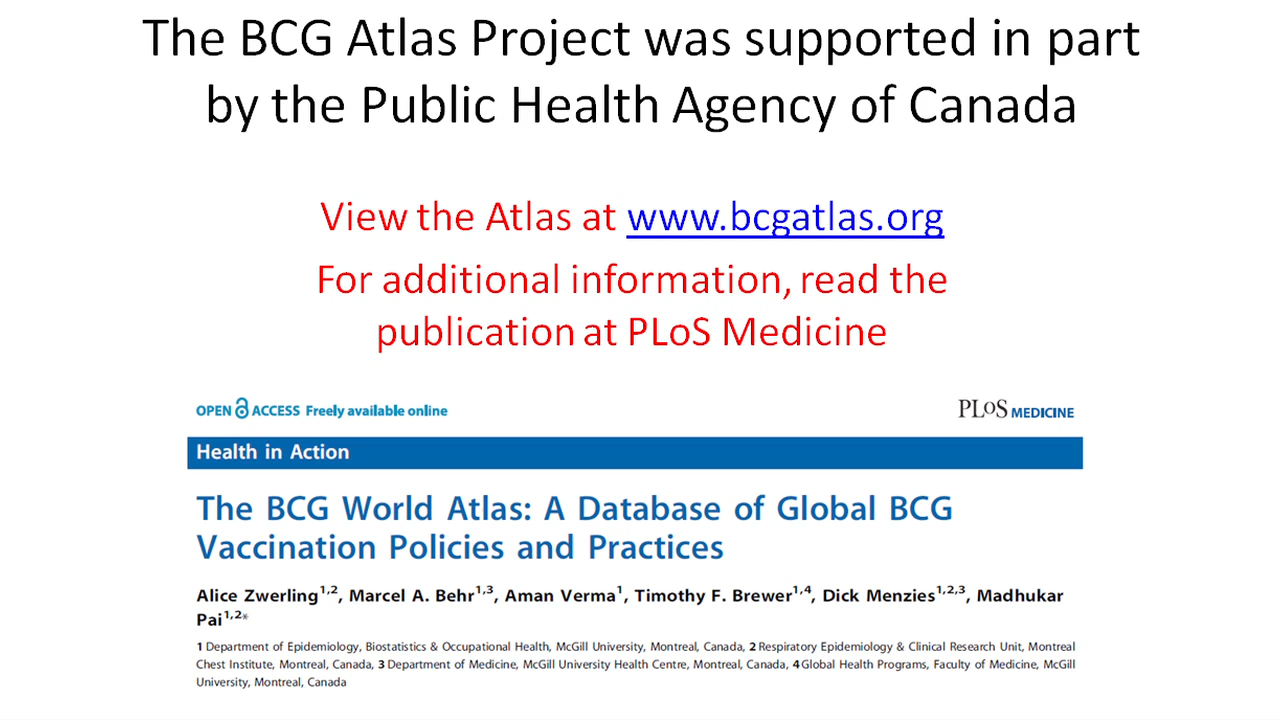 The BCG Atlas Project was supported in part
by the Public Health Agency of Canada
View the Atlas at www.bcgatlas.org
For additional information, read the
publication at PLoS Medicine
OPEN ACCESS Freely available online
PLoS MEDICINE
Health in Action
The BCG World Atlas: A Database of Global BCG
Vaccination Policies and Practices
Alice Zwerling1,2, Marcel A. Behr1,3, Aman Verma1, Timothy F. Brewer1,4, Dick Menzies1,2,3, Madhukar
Pai1,2*
1 Department of Epidemiology, Biostatistics & Occupational Health, McGill University, Montreal, Canada, 2 Respiratory Epidemiology & Clinical Research Unit, Montreal
Chest Institute, Montreal, Canada, 3 Department of Medicine, McGill University Health Centre, Montreal, Canada, 4 Global Health Programs, Faculty of Medicine, McGill
University, Montreal, Canada